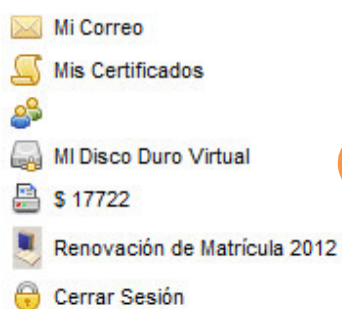 Mi Correo
Mis Certificados
MI Disco Duro Virtual
$ 17722
Renovación de Matrícula 2012
Cerrar Sesión